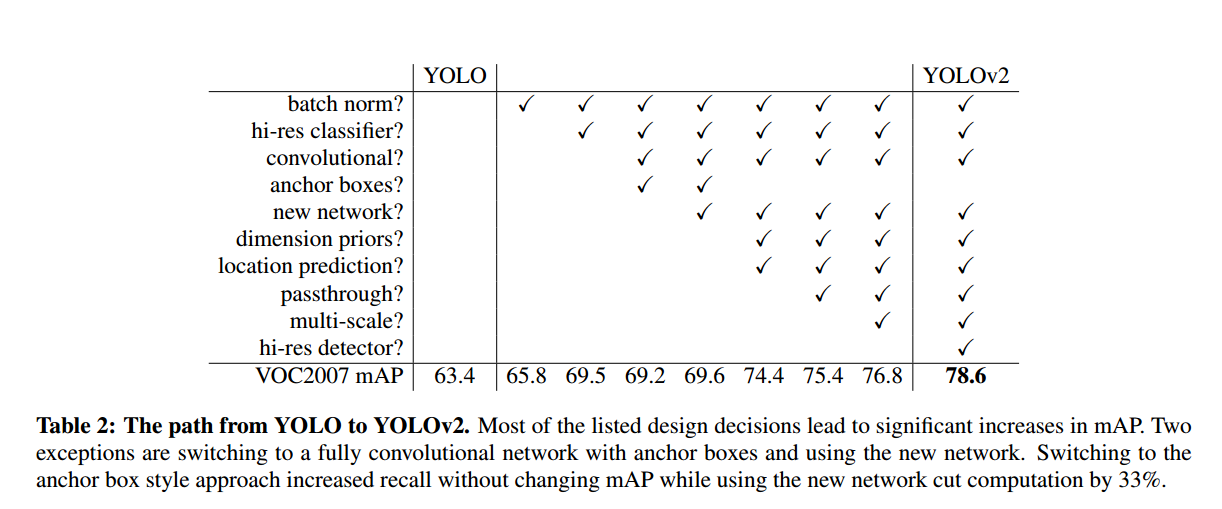 YOLO YOLOv2
batch norm? ✓ ✓ ✓ ✓ ✓ ✓ ✓ ✓
hi-res classifier? ✓ ✓ ✓ ✓ ✓ ✓ ✓
convolutional? ✓ ✓ ✓ ✓ ✓ ✓
anchor boxes? ✓ ✓
new network? ✓ ✓ ✓ ✓ ✓
dimension priors? ✓ ✓ ✓ ✓
location prediction? ✓ ✓ ✓ ✓
passthrough? ✓ ✓ ✓
multi-scale? ✓ ✓
hi-res detector? ✓
VOC2007 mAP 63.4 65.8 69.5 69.2 69.6 74.4 75.4 76.8 78.6
Table 2: The path from YOLO to YOLOv2. Most of the listed design decisions lead to significant increases in mAP. Two
exceptions are switching to a fully convolutional network with anchor boxes and using the new network. Switching to the
anchor box style approach increased recall without changing mAP while using the new network cut computation by 33%.